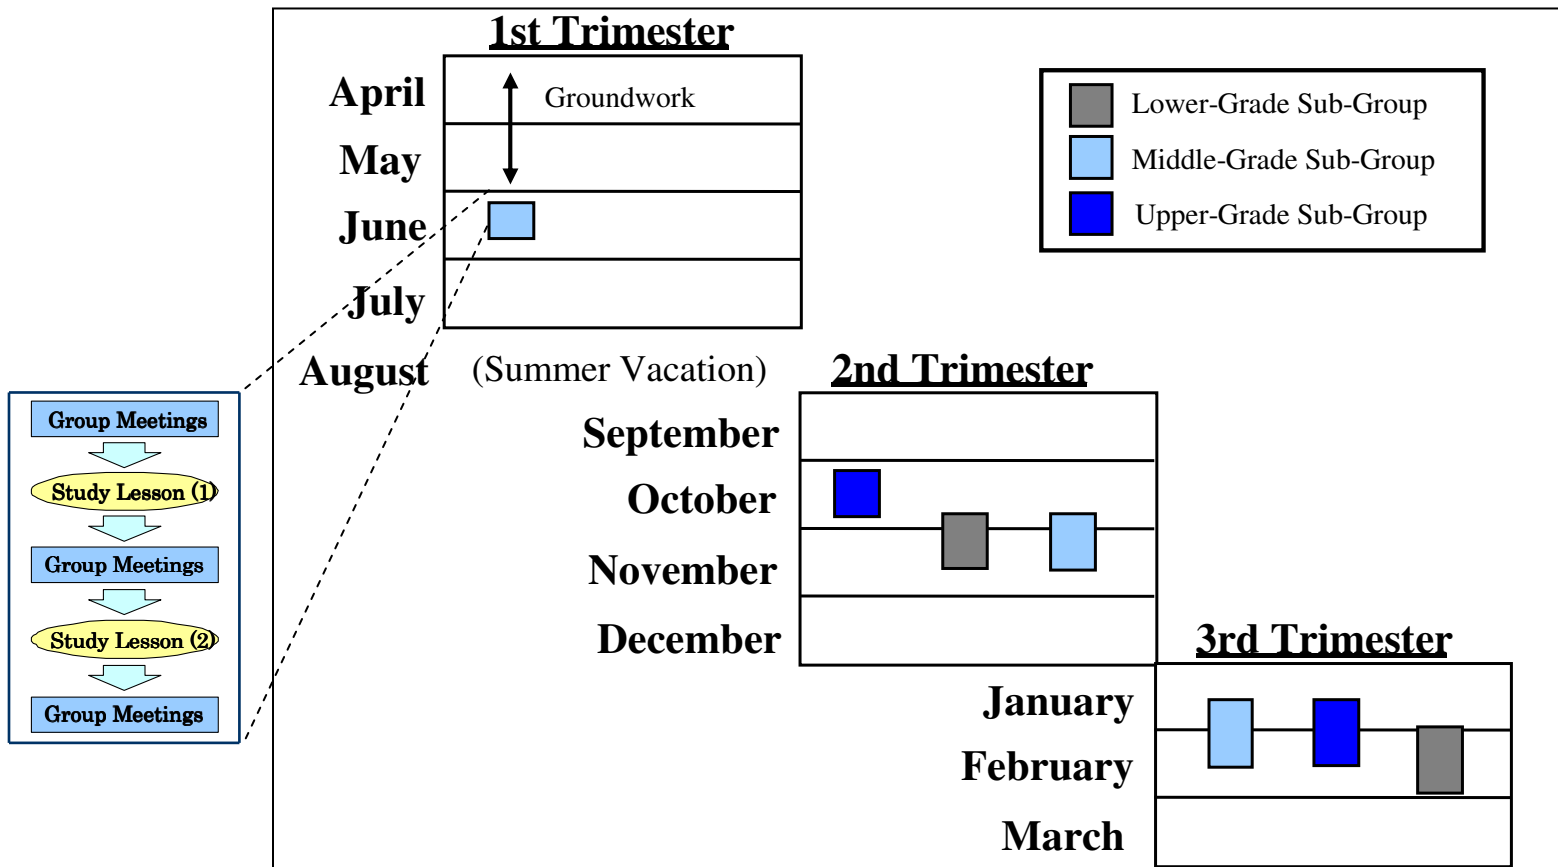 1st Trimester
April
Groundwork
May
June
July
August
(Summer Vacation)
Lower-Grade Sub-Group
Middle-Grade Sub-Group
Upper-Grade Sub-Group
Group Meetings
Study Lesson (1)
Group Meetings
Study Lesson (2)
Group Meetings
2nd Trimester
September
October
November
December
3rd Trimester
January
February
March